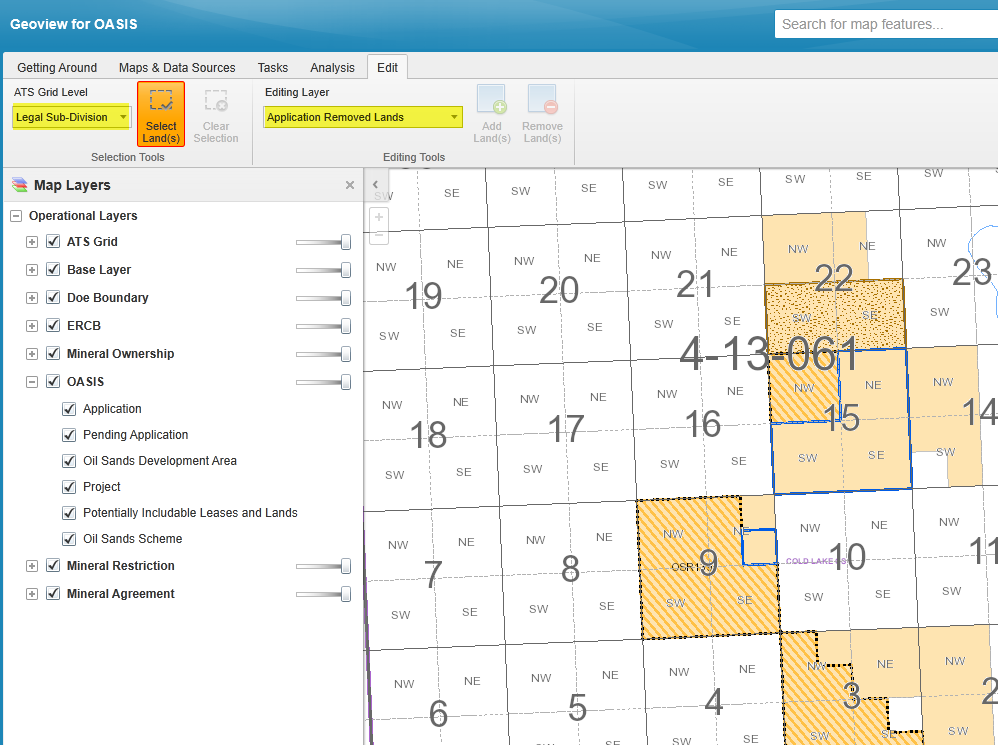 Geoview for OASIS
Search for map features...
Getting Around Maps & Data Sources Tasks Analysis Edit
ATS Grid Level Editing Layer
Legal Sub-Division Application Removed Lands
Select Land(s)
Clear Selection
Add Land(s)
Remove Land(s)
Selection Tools Editing Tools
Map Layers
Operational Layers
ATS Grid
Base Layer
Doe Boundary
ERCB
Mineral Ownership
OASIS
Application
Pending Application
Oil Sands Development Area
Project
Potentially Includable Leases and Lands
Oil Sands Scheme
Mineral Restriction
Mineral Agreement
SW SE SW SE SW SE SW SE SW
NW NE NW NE NW NE NW NE NW
19 20 21 22 23
SW SE SW SE SW SE SW SE SW
4-13-061
NW NE NW NE NW NE NW NE NW
18 17 16 15 14
SW SE SW SE SW SE SW SE SW
NW NE NW NE NW NE NW NE NW
7 8 9 10 11
COLD LAKE
SW SE SW SE SW SE SW SE SW
NW NE NW NE NW NE NW NE NW
6 5 4 3 2
SW SE SW SE SW